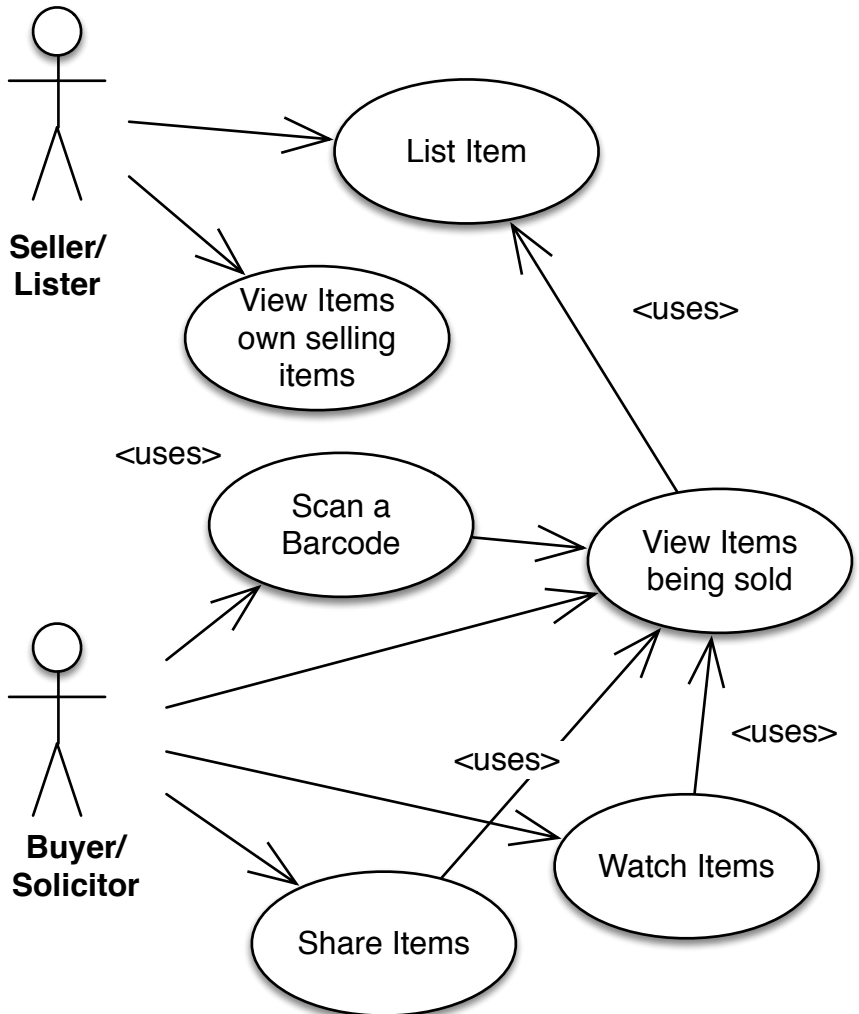 List Item
Seller/
Lister
View Items
own selling
items
<uses>
<uses>
Scan a
Barcode
View Items
being sold
<uses>
<uses>
Buyer/
Solicitor
Watch Items
Share Items